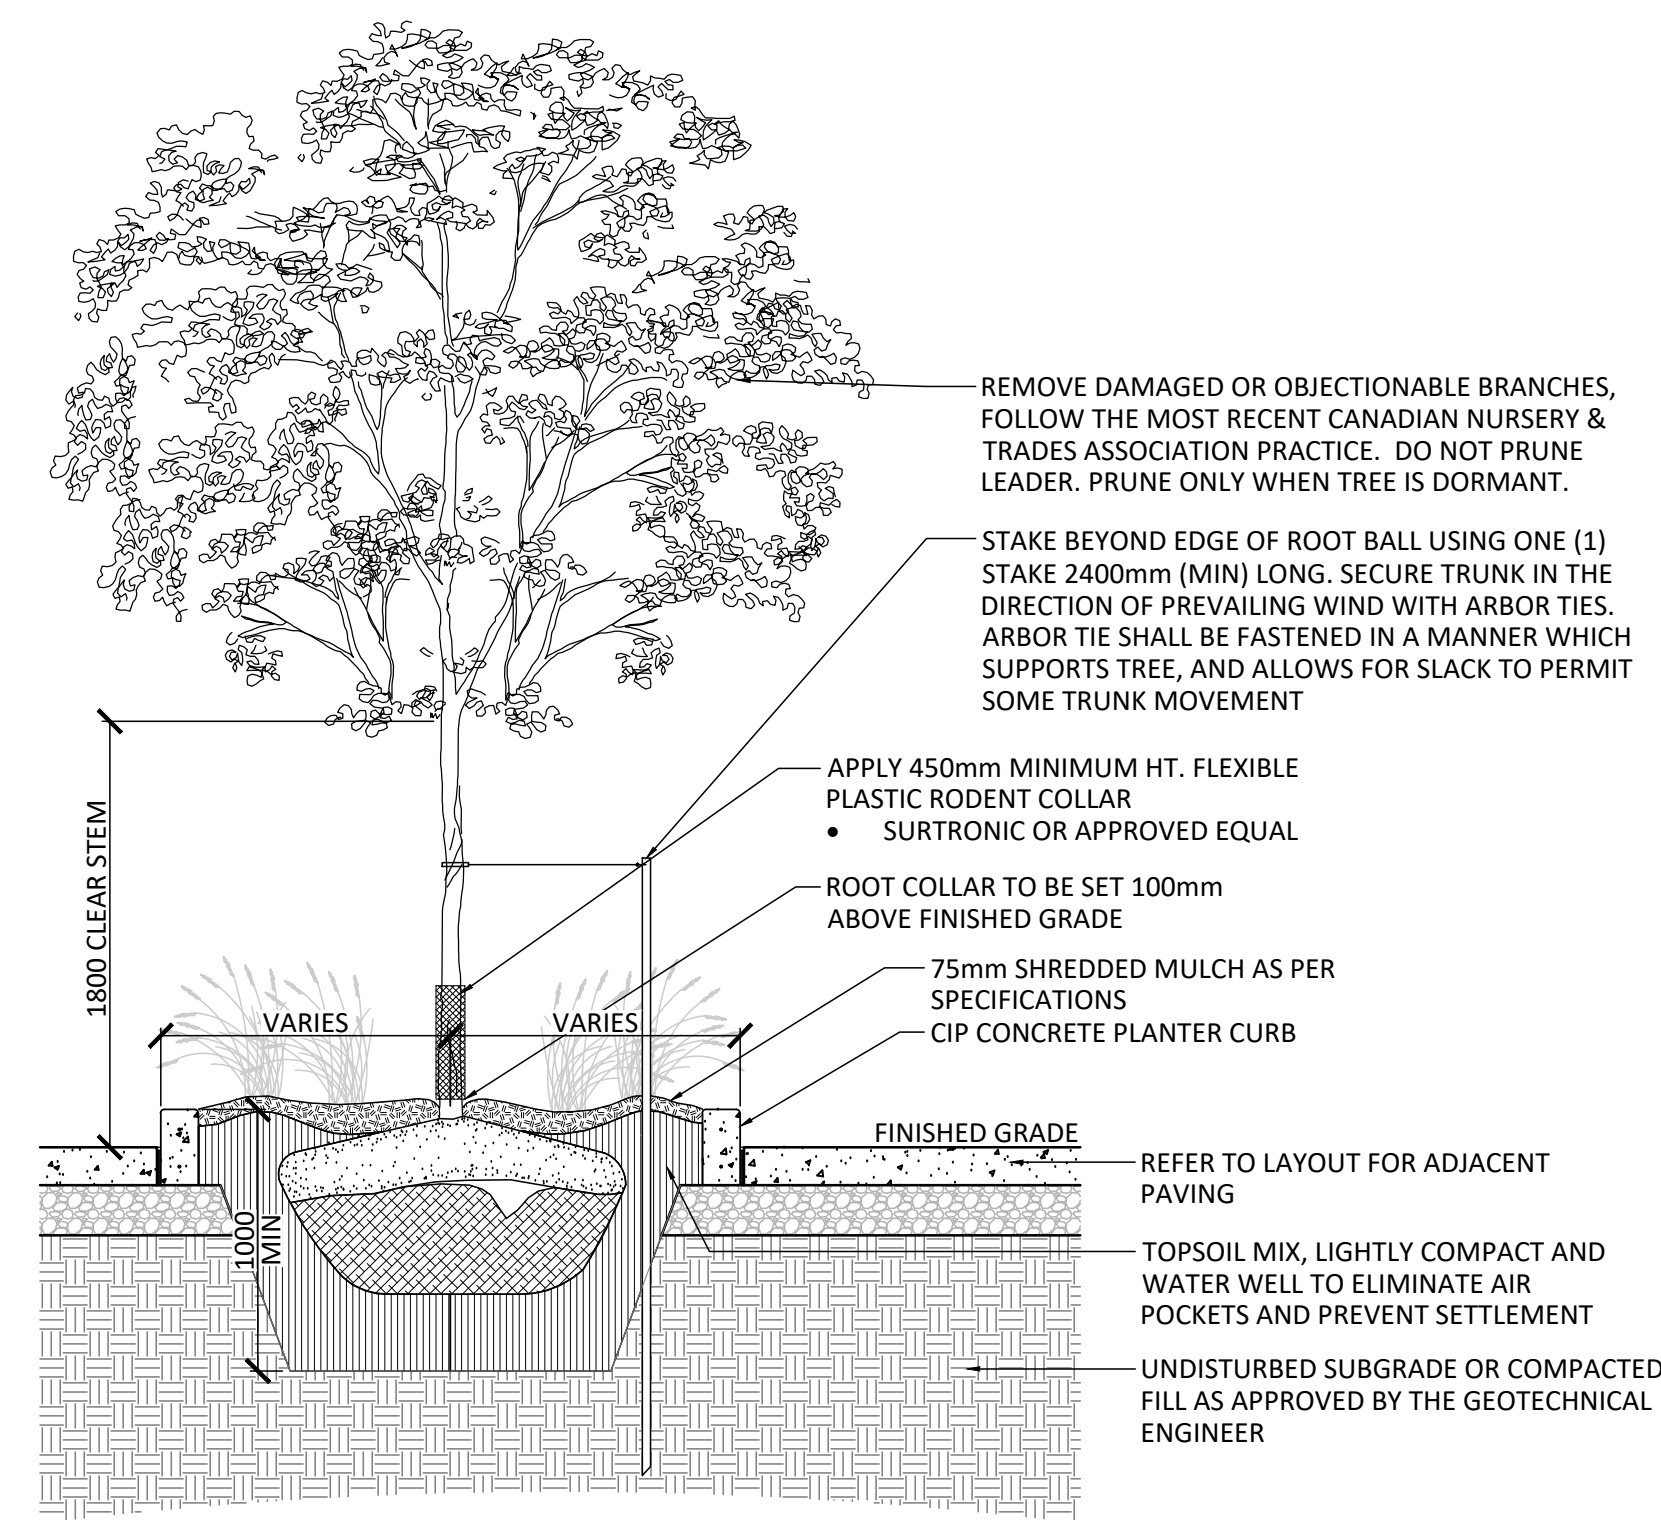 REMOVE DAMAGED OR OBJECTIONABLE BRANCHES,
FOLLOW THE MOST RECENT CANADIAN NURSERY &
TRADES ASSOCIATION PRACTICE.  DO NOT PRUNE
LEADER. PRUNE ONLY WHEN TREE IS DORMANT.
STAKE BEYOND EDGE OF ROOT BALL USING ONE (1)
STAKE 2400mm (MIN) LONG. SECURE TRUNK IN THE
DIRECTION OF PREVAILING WIND WITH ARBOR TIES.
ARBOR TIE SHALL BE FASTENED IN A MANNER WHICH
SUPPORTS TREE, AND ALLOWS FOR SLACK TO PERMIT
SOME TRUNK MOVEMENT
APPLY 450mm MINIMUM HT. FLEXIBLE
PLASTIC RODENT COLLAR
• SURTRONIC OR APPROVED EQUAL
1800 CLEAR STEM
ROOT COLLAR TO BE SET 100mm
ABOVE FINISHED GRADE
75mm SHREDDED MULCH AS PER
SPECIFICATIONS
VARIES
VARIES
CIP CONCRETE PLANTER CURB
FINISHED GRADE
REFER TO LAYOUT FOR ADJACENT
PAVING
1000
MIN
TOPSOIL MIX, LIGHTLY COMPACT AND
WATER WELL TO ELIMINATE AIR
POCKETS AND PREVENT SETTLEMENT
UNDISTURBED SUBGRADE OR COMPACTED
FILL AS APPROVED BY THE GEOTECHNICAL
ENGINEER